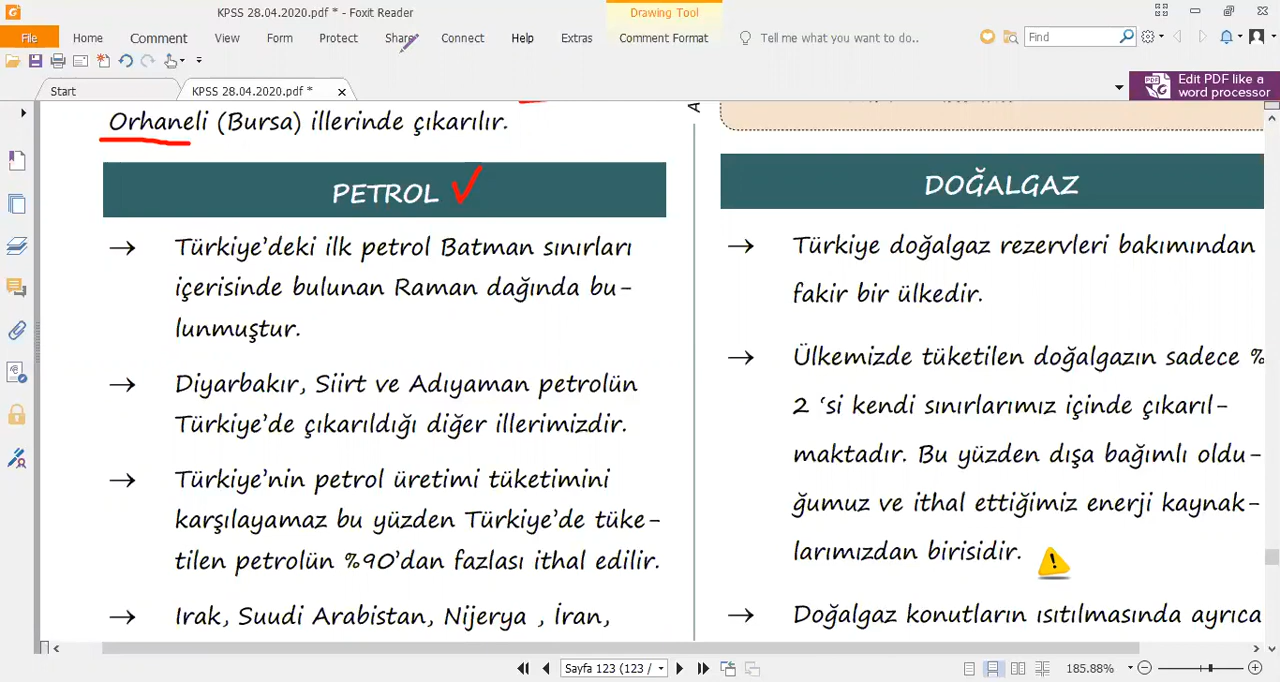 KPSS 28.04.2020.pdf * - Foxit Reader
Drawing Tool
File Home Comment View Form Protect Share Connect Help Extras Comment Format Tell me what you want to do.. Find
Start KPSS 28.04.2020.pdf *
Edit PDF like a
word processor
Orhaneli (Bursa) illerinde çıkarılır.
PETROL
→ Türkiye'deki ilk petrol Batman sınırları
içerisinde bulunan Raman dağında bu-
lunmuştur.
→ Diyarbakır, Siirt ve Adıyaman petrolün
Türkiye'de çıkarıldığı diğer illerimizdir.
→ Türkiye'nin petrol üretimi tüketimini
karşılayamaz bu yüzden Türkiye'de tüke-
tilen petrolün %90'dan fazlası ithal edilir.
→ Irak, Suudi Arabistan, Nijerya , İran,
A
DOĞALGAZ
→ Türkiye doğalgaz rezervleri bakımından
fakir bir ülkedir.
→ Ülkemizde tüketilen doğalgazın sadece %
2 'si kendi sınırlarımız içinde çıkarıl-
maktadır. Bu yüzden dışa bağımlı oldu-
ğumuz ve ithal ettiğimiz enerji kaynak-
larımızdan birisidir.
→ Doğalgaz konutların ısıtılmasında ayrıca
Sayfa 123 (123 /
185.88%